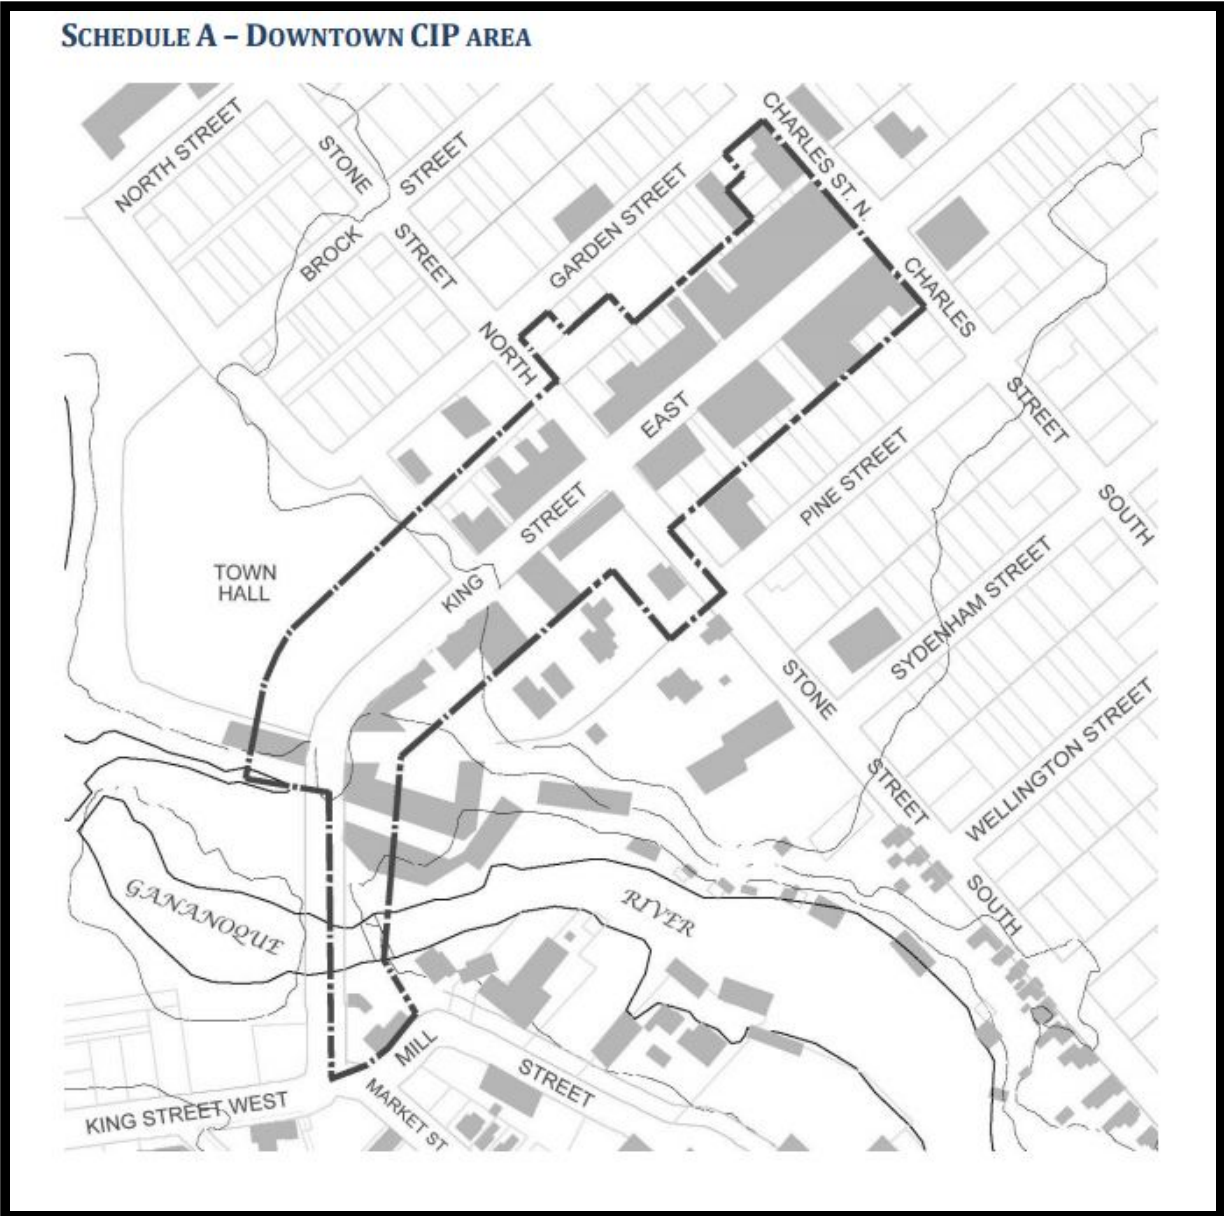 SCHEDULE A – DOWNTOWN CIP AREA
NORTH STREET
STONE
STREET
BROCK
STREET
NORTH
GARDEN STREET
CHARLES ST. N.
CHARLES
STREET
SOUTH
EAST
STREET
KING
PINE STREET
TOWN
HALL
SYDENHAM STREET
STONE
STREET
SOUTH
WELLINGTON STREET
GANANOQUE
RIVER
MILL
STREET
MARKET ST
KING STREET WEST